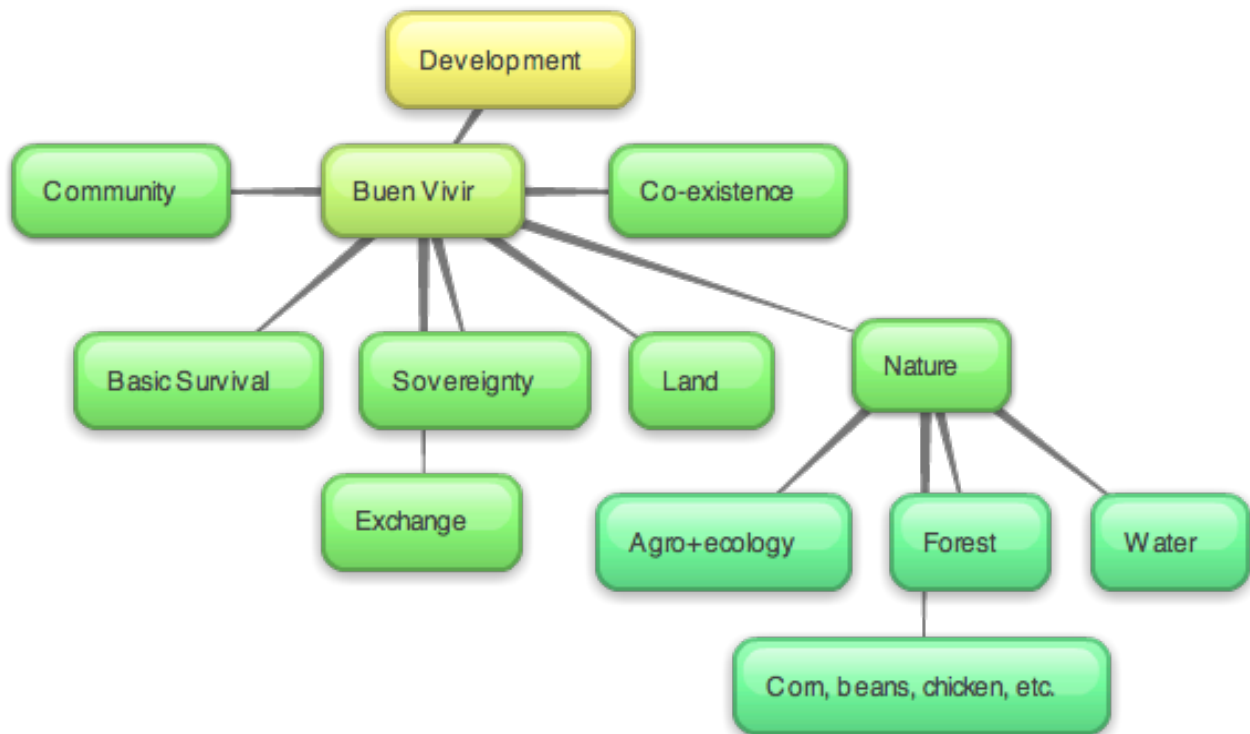 Development
Community
Buen Vivir
Co-existence
Basic Survival
Sovereignty
Land
Nature
Exchange
Agro+ecology
Forest
Water
Corn, beans, chicken, etc.